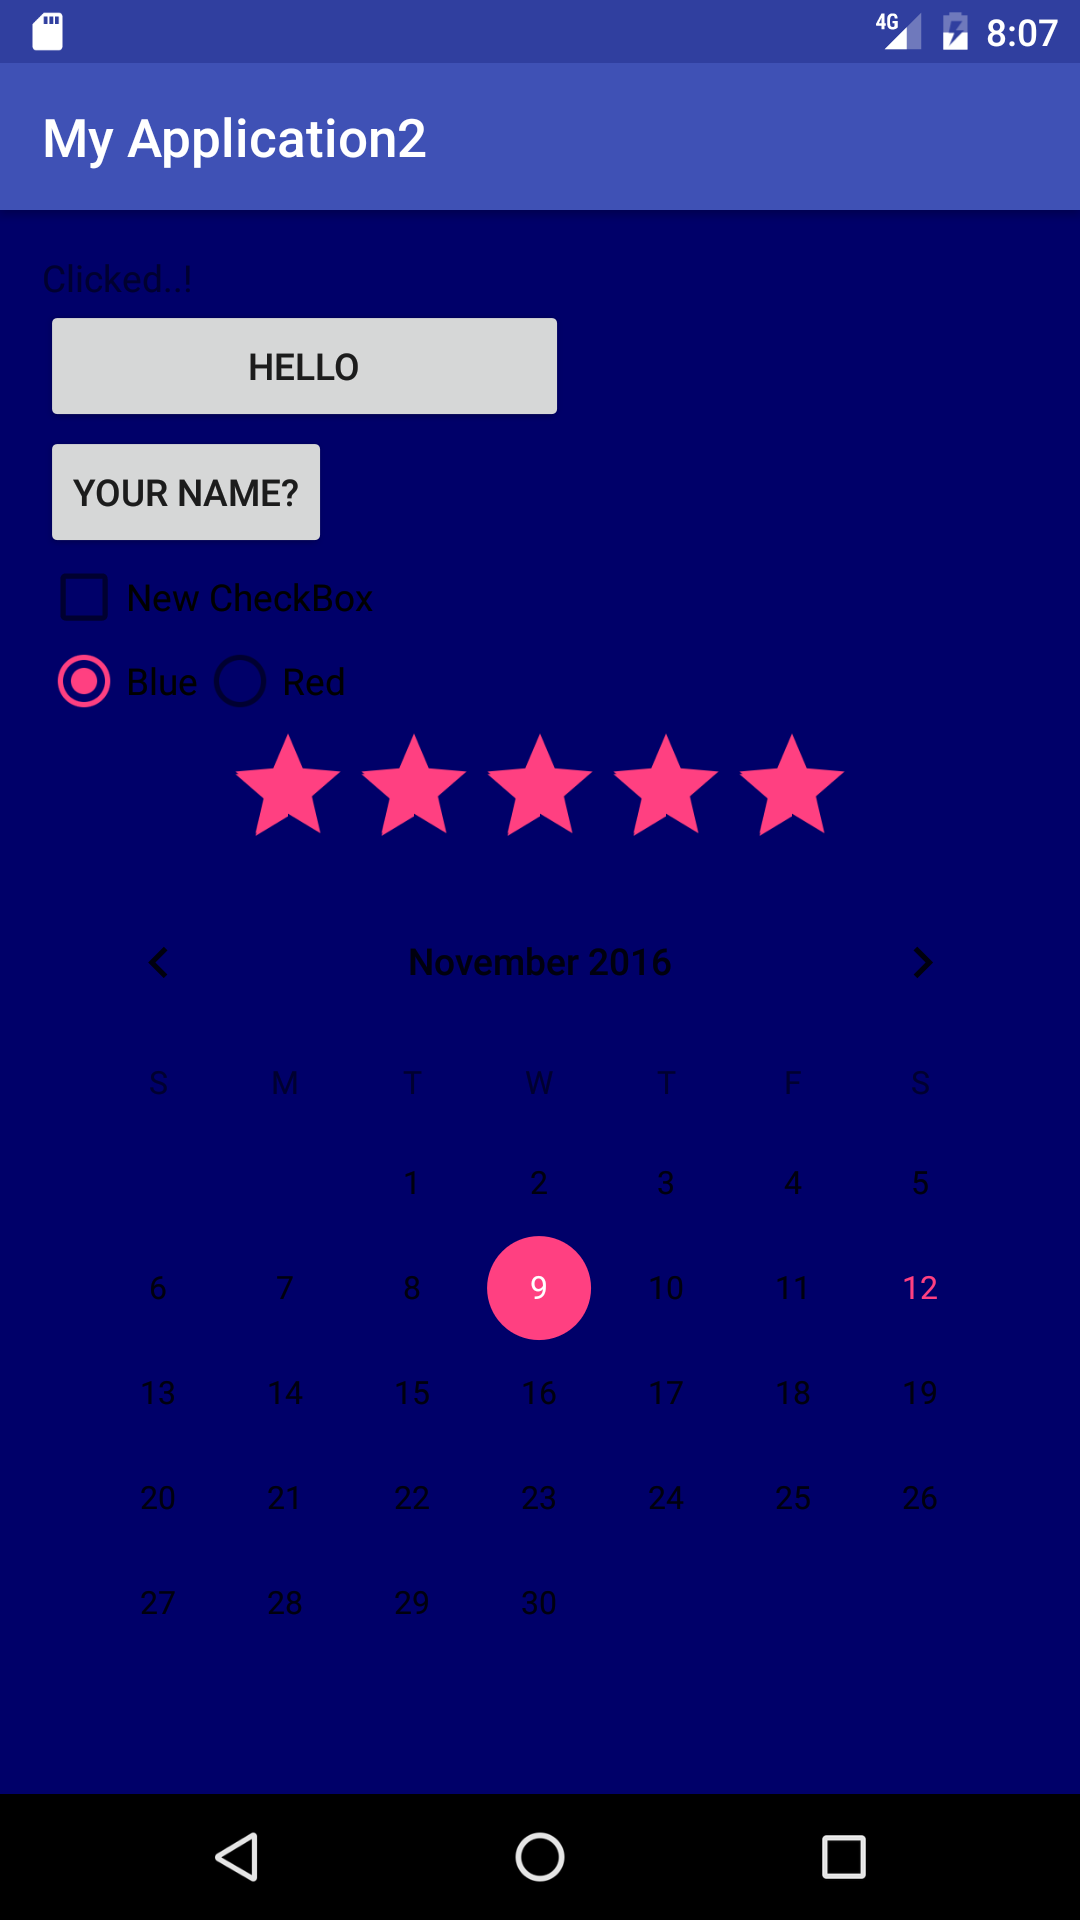 4G 8:07
My Application2
Clicked..!
HELLO
YOUR NAME?
New CheckBox
Blue Red
November 2016
S M T W T F S
1 2 3 4 5
6 7 8 9 10 11 12
13 14 15 16 17 18 19
20 21 22 23 24 25 26
27 28 29 30